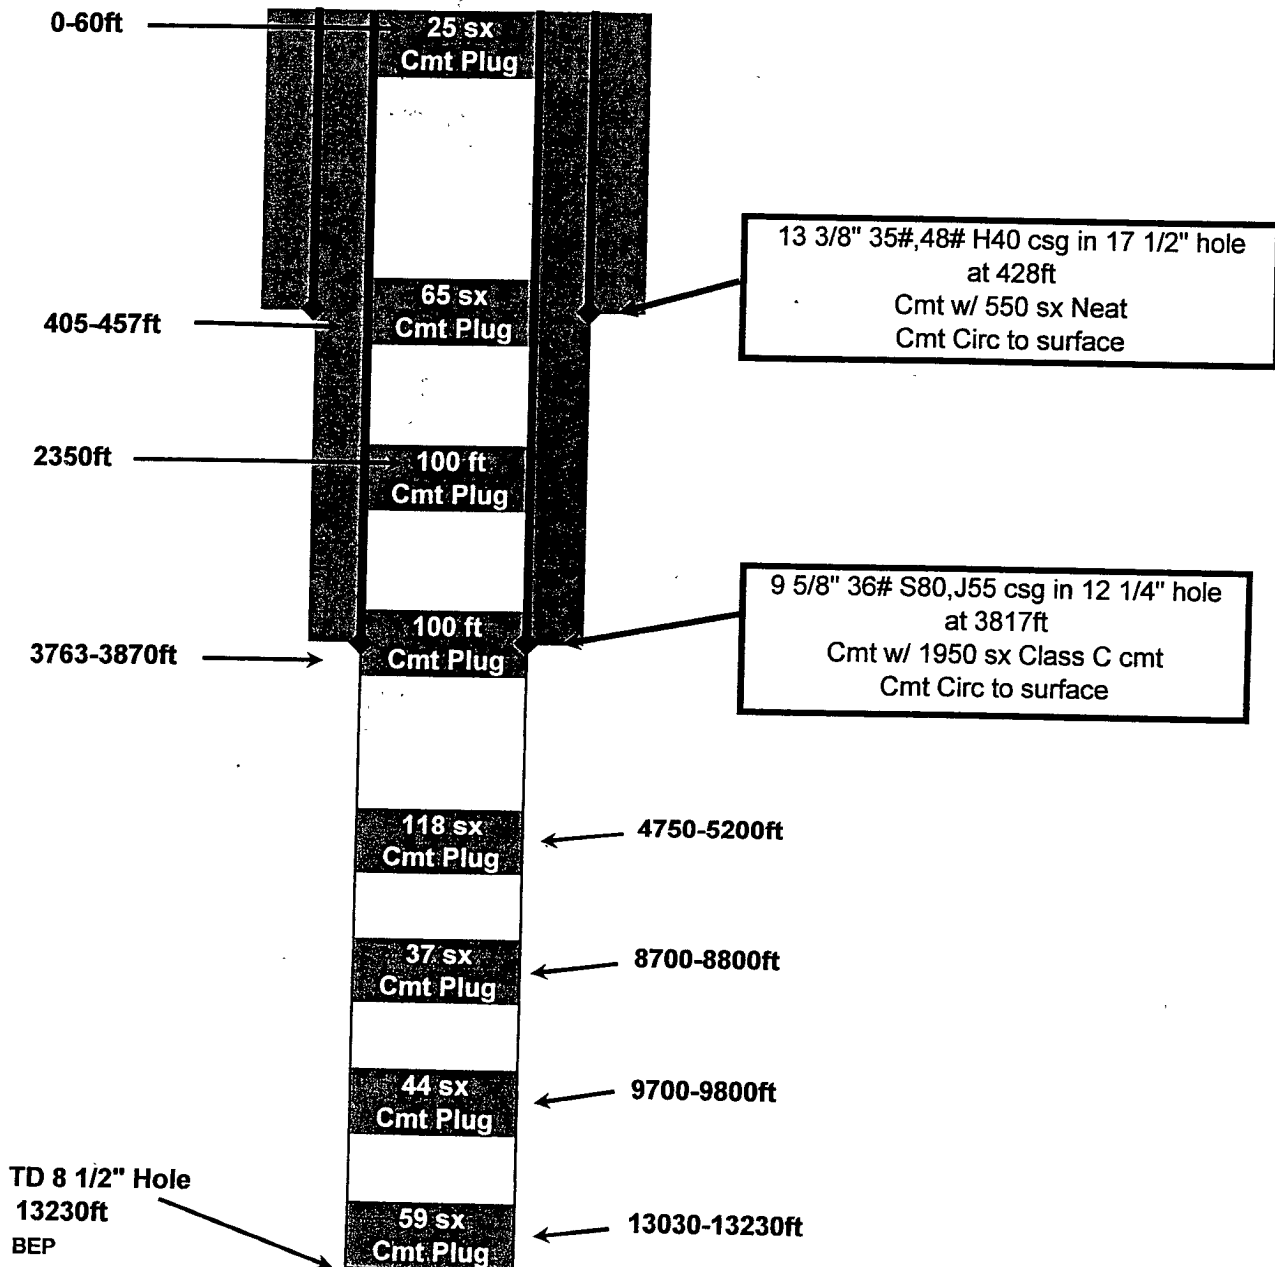 0-60ft
25 sx
Cmt Plug
13 3/8" 35#,48# H40 csg in 17 1/2" hole
at 428ft
Cmt w/ 550 sx Neat
Cmt Circ to surface
405-457ft
65 sx
Cmt Plug
2350ft
100 ft
Cmt Plug
9 5/8" 36# S80,J55 csg in 12 1/4" hole
at 3817ft
Cmt w/ 1950 sx Class C cmt
Cmt Circ to surface
3763-3870ft
100 ft
Cmt Plug
118 sx
Cmt Plug
4750-5200ft
37 sx
Cmt Plug
8700-8800ft
44 sx
Cmt Plug
9700-9800ft
TD 8 1/2" Hole
13230ft
BEP
59 sx
Cmt Plug
13030-13230ft